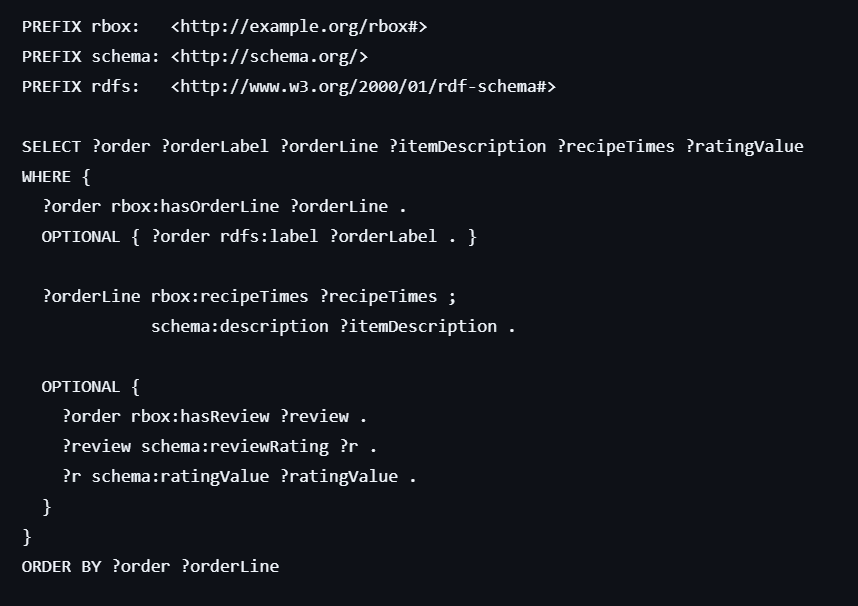 PREFIX rbox:   <http://example.org/rbox#>
PREFIX schema: <http://schema.org/>
PREFIX rdfs:   <http://www.w3.org/2000/01/rdf-schema#>

SELECT ?order ?orderLabel ?orderLine ?itemDescription ?recipeTimes ?ratingValue
WHERE {
  ?order rbox:hasOrderLine ?orderLine .
  OPTIONAL { ?order rdfs:label ?orderLabel . }

  ?orderLine rbox:recipeTimes ?recipeTimes ;
             schema:description ?itemDescription .

  OPTIONAL {
    ?order rbox:hasReview ?review .
    ?review schema:reviewRating ?r .
    ?r schema:ratingValue ?ratingValue .
  }
}
ORDER BY ?order ?orderLine